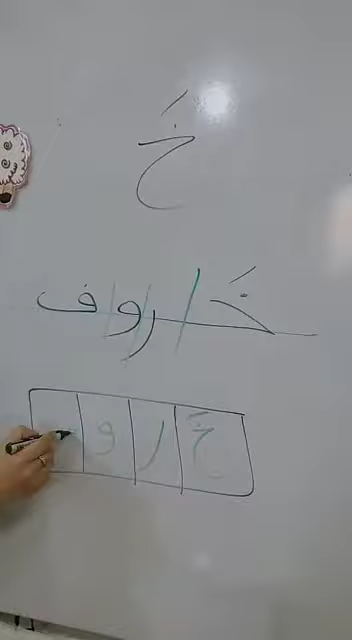 خَ
خَروف
خَ ر و